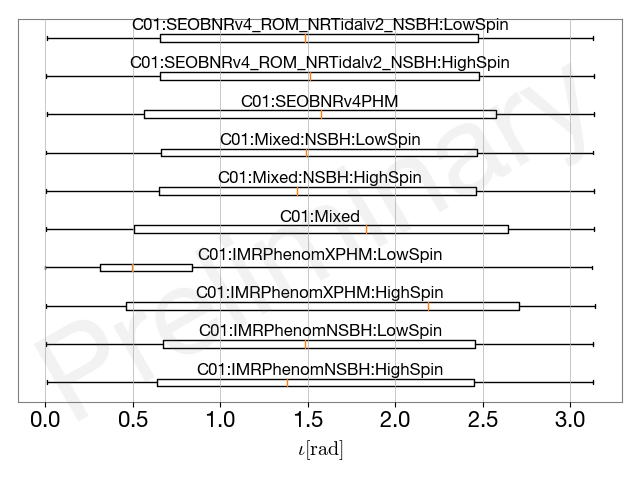 C01:SEOBNRv4_ROM_NRTidalv2_NSBH:LowSpin
C01:SEOBNRv4_ROM_NRTidalv2_NSBH:HighSpin
C01:SEOBNRv4PHM
C01:Mixed:NSBH:LowSpin
C01:Mixed:NSBH:HighSpin
C01:Mixed
C01:IMRPhenomXPHM:LowSpin
C01:IMRPhenomXPHM:HighSpin
C01:IMRPhenomNSBH:LowSpin
C01:IMRPhenomNSBH:HighSpin
Preliminary
0.0 0.5 1.0 1.5 2.0 2.5 3.0
ι[rad]